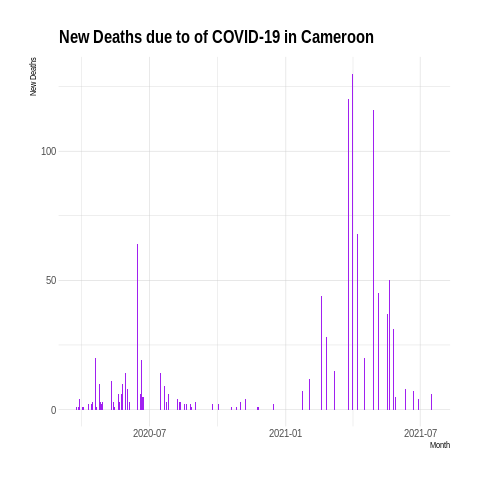 New Deaths due to of COVID-19 in Cameroon
New Deaths
100
50
0
2020-07
2021-01
2021-07
Month